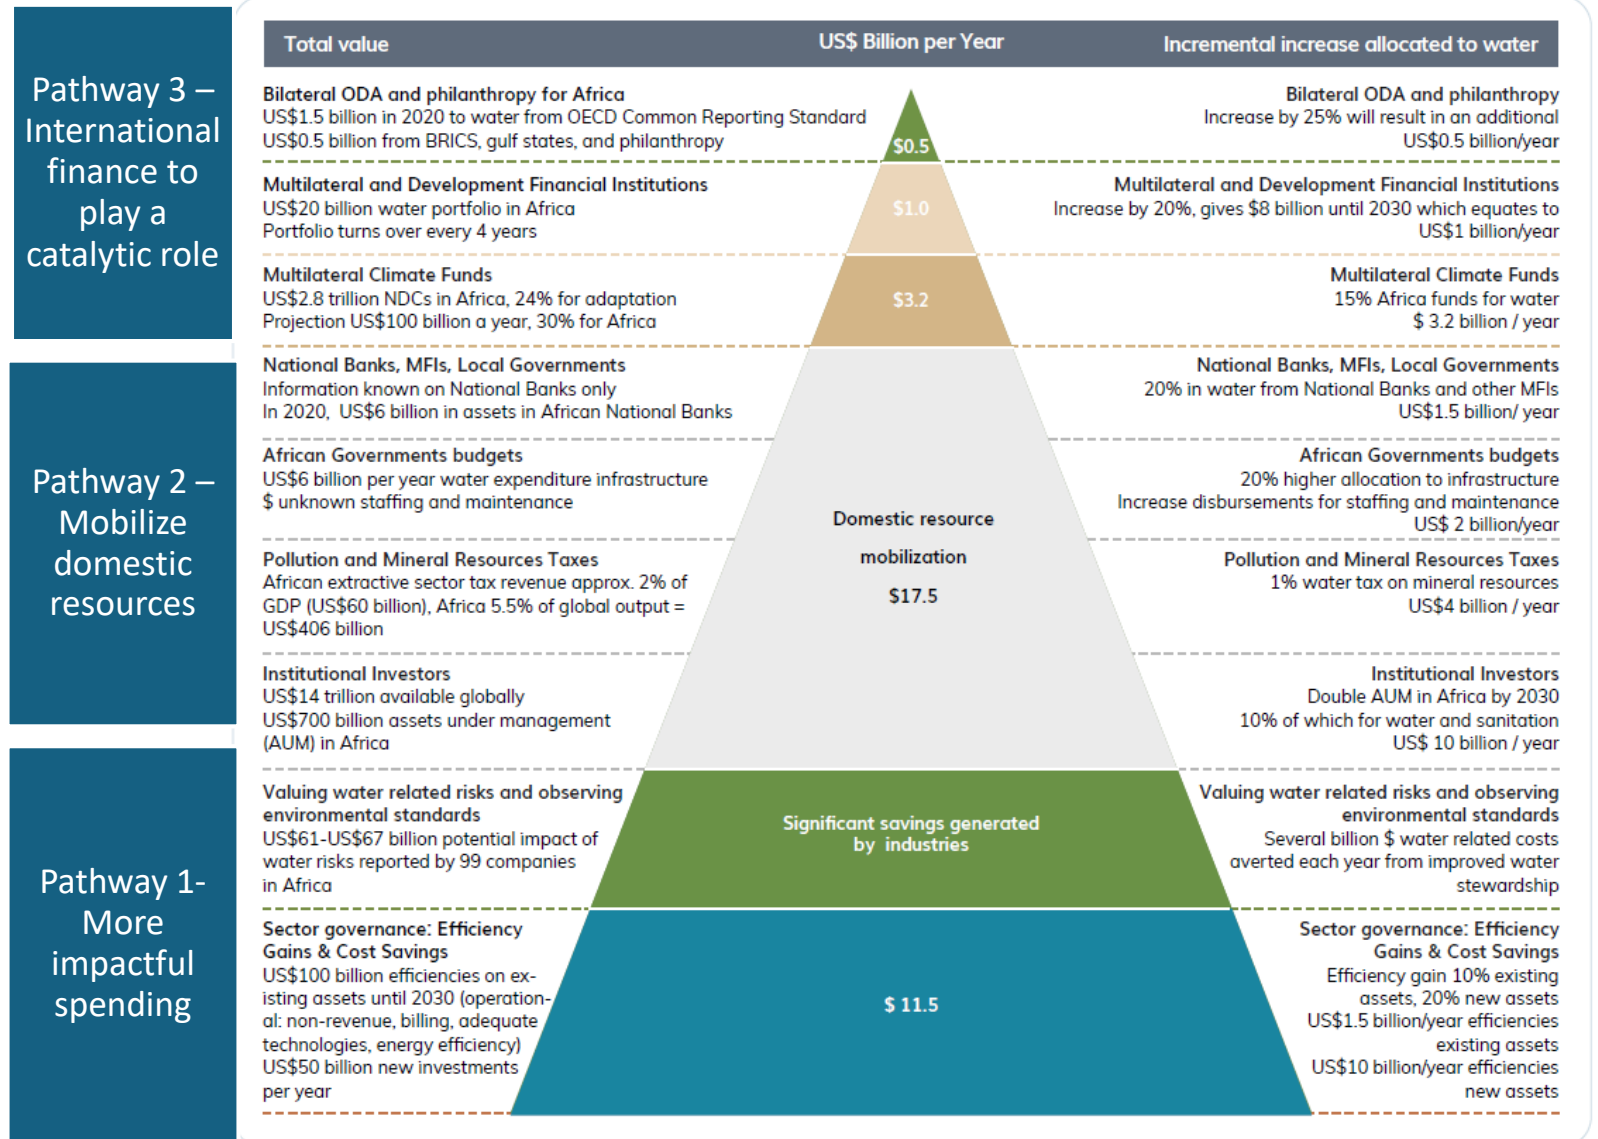 Pathway 3 –
International
finance to
play a
catalytic role
Pathway 2 –
Mobilize
domestic
resources
Pathway 1-
More
impactful
spending
Total value
US$ Billion per Year
Incremental increase allocated to water
Bilateral ODA and philanthropy for Africa
US$1.5 billion in 2020 to water from OECD Common Reporting Standard
US$0.5 billion from BRICS, gulf states, and philanthropy
$0.5
Bilateral ODA and philanthropy
Increase by 25% will result in an additional
US$0.5 billion/year
Multilateral and Development Financial Institutions
US$20 billion water portfolio in Africa
Portfolio turns over every 4 years
$1.0
Multilateral and Development Financial Institutions
Increase by 20%, gives $8 billion until 2030 which equates to
US$1 billion/year
Multilateral Climate Funds
US$2.8 trillion NDCs in Africa, 24% for adaptation
Projection US$100 billion a year, 30% for Africa
$3.2
Multilateral Climate Funds
15% Africa funds for water
$ 3.2 billion / year
National Banks, MFIs, Local Governments
Information known on National Banks only
In 2020, US$6 billion in assets in African National Banks
National Banks, MFIs, Local Governments
20% in water from National Banks and other MFIs
US$1.5 billion/ year
African Governments budgets
US$6 billion per year water expenditure infrastructure
$ unknown staffing and maintenance
African Governments budgets
20% higher allocation to infrastructure
Increase disbursements for staffing and maintenance
US$ 2 billion/year
Domestic resource
mobilization
$17.5
Pollution and Mineral Resources Taxes
African extractive sector tax revenue approx. 2% of
GDP (US$60 billion), Africa 5.5% of global output =
US$406 billion
Pollution and Mineral Resources Taxes
1% water tax on mineral resources
US$4 billion / year
Institutional Investors
US$14 trillion available globally
US$700 billion assets under management
(AUM) in Africa
Institutional Investors
Double AUM in Africa by 2030
10% of which for water and sanitation
US$ 10 billion / year
Valuing water related risks and observing
environmental standards
US$61-US$67 billion potential impact of
water risks reported by 99 companies
in Africa
Significant savings generated
by industries
Valuing water related risks and observing
environmental standards
Several billion $ water related costs
averted each year from improved water
stewardship
Sector governance: Efficiency
Gains & Cost Savings
US$100 billion efficiencies on ex-
isting assets until 2030 (operation-
al: non-revenue, billing, adequate
technologies, energy efficiency)
US$50 billion new investments
per year
$ 11.5
Sector governance: Efficiency
Gains & Cost Savings
Efficiency gain 10% existing
assets, 20% new assets
US$1.5 billion/year efficiencies
existing assets
US$10 billion/year efficiencies
new assets